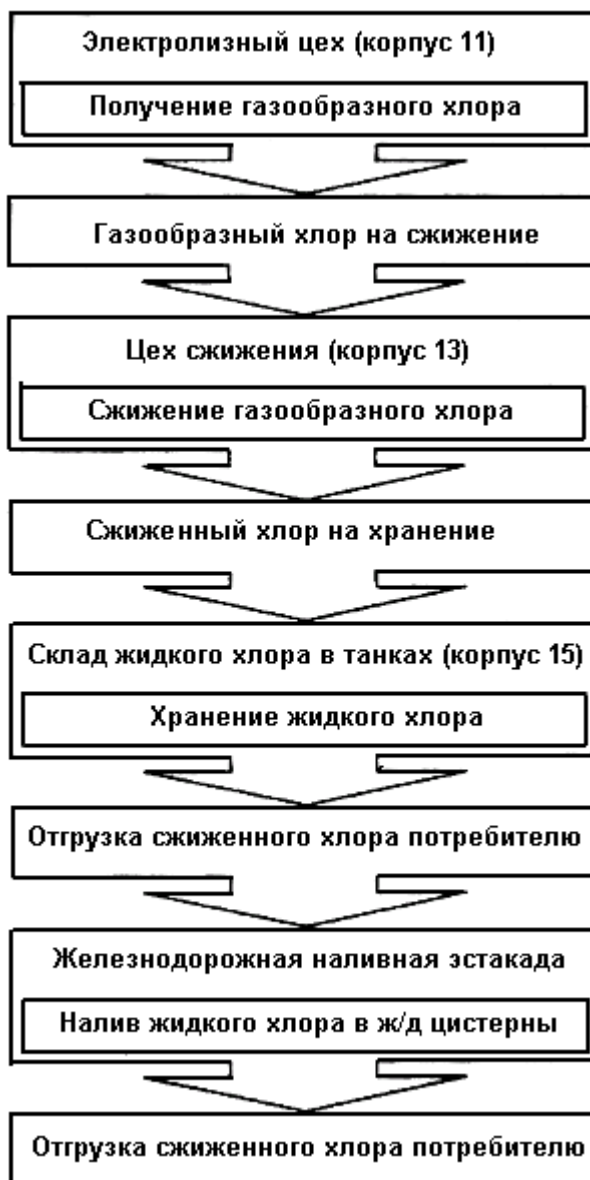 Электролизный цех (корпус 11)
Получение газообразного хлора
Газообразный хлор на сжижение
Цех сжижения (корпус 13)
Сжижение газообразного хлора
Сжиженный хлор на хранение
Склад жидкого хлора в танках (корпус 15)
Хранение жидкого хлора
Отгрузка сжиженного хлора потребителю
Железнодорожная наливная эстакада
Налив жидкого хлора в ж/д цистерны
Отгрузка сжиженного хлора потребителю